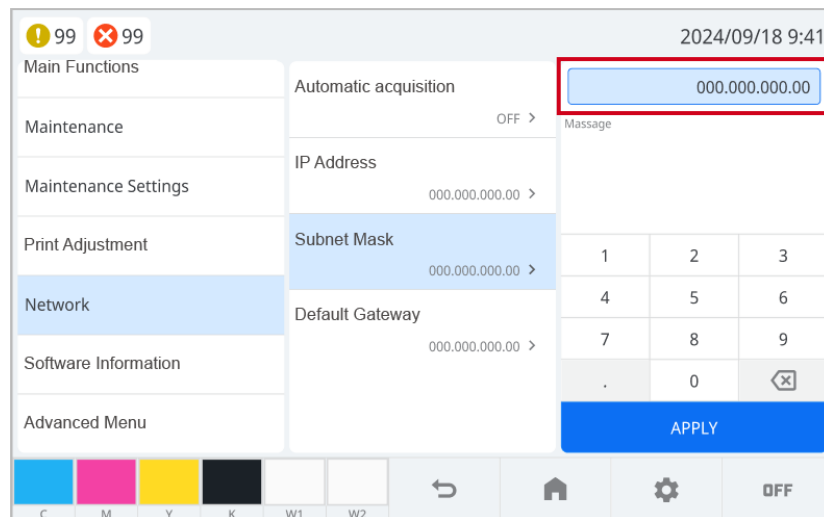 99
99
2024/09/18 9:41
Main Functions
Maintenance
Maintenance Settings
Print Adjustment
Network
Software Information
Advanced Menu
Automatic acquisition
OFF >
IP Address
000.000.000.00 >
Subnet Mask
000.000.000.00 >
Default Gateway
000.000.000.00 >
000.000.000.00
Massage
1 2 3
4 5 6
7 8 9
. 0
APPLY
C M Y K W1 W2
OFF